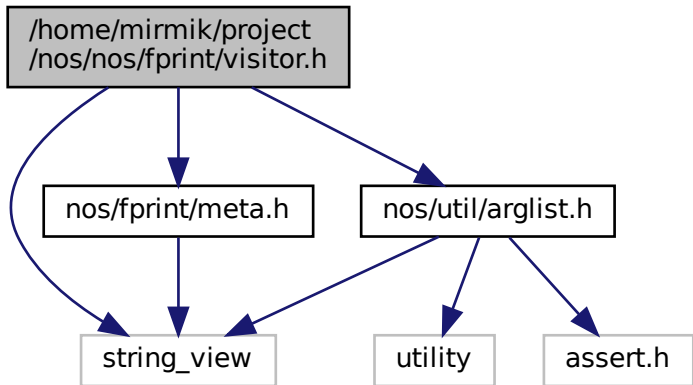 /home/mirmik/project
/nos/nos/fprint/visitor.h
nos/fprint/meta.h
nos/util/arglist.h
string_view
utility
assert.h